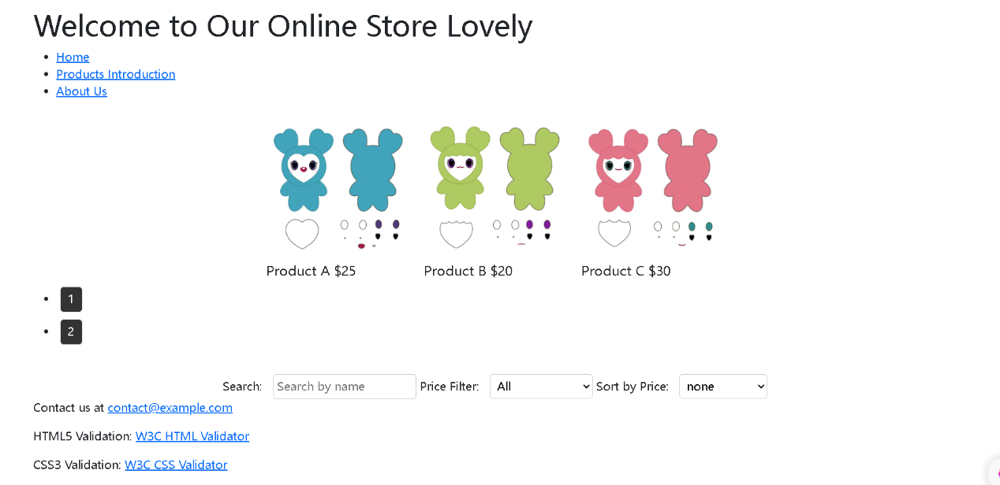 Welcome to Our Online Store Lovely
Home
Products Introduction
About Us
Product A $25 Product B $20 Product C $30
1
2
Search: Search by name Price Filter: All Sort by Price: none
Contact us at contact@example.com
HTML5 Validation: W3C HTML Validator
CSS3 Validation: W3C CSS Validator